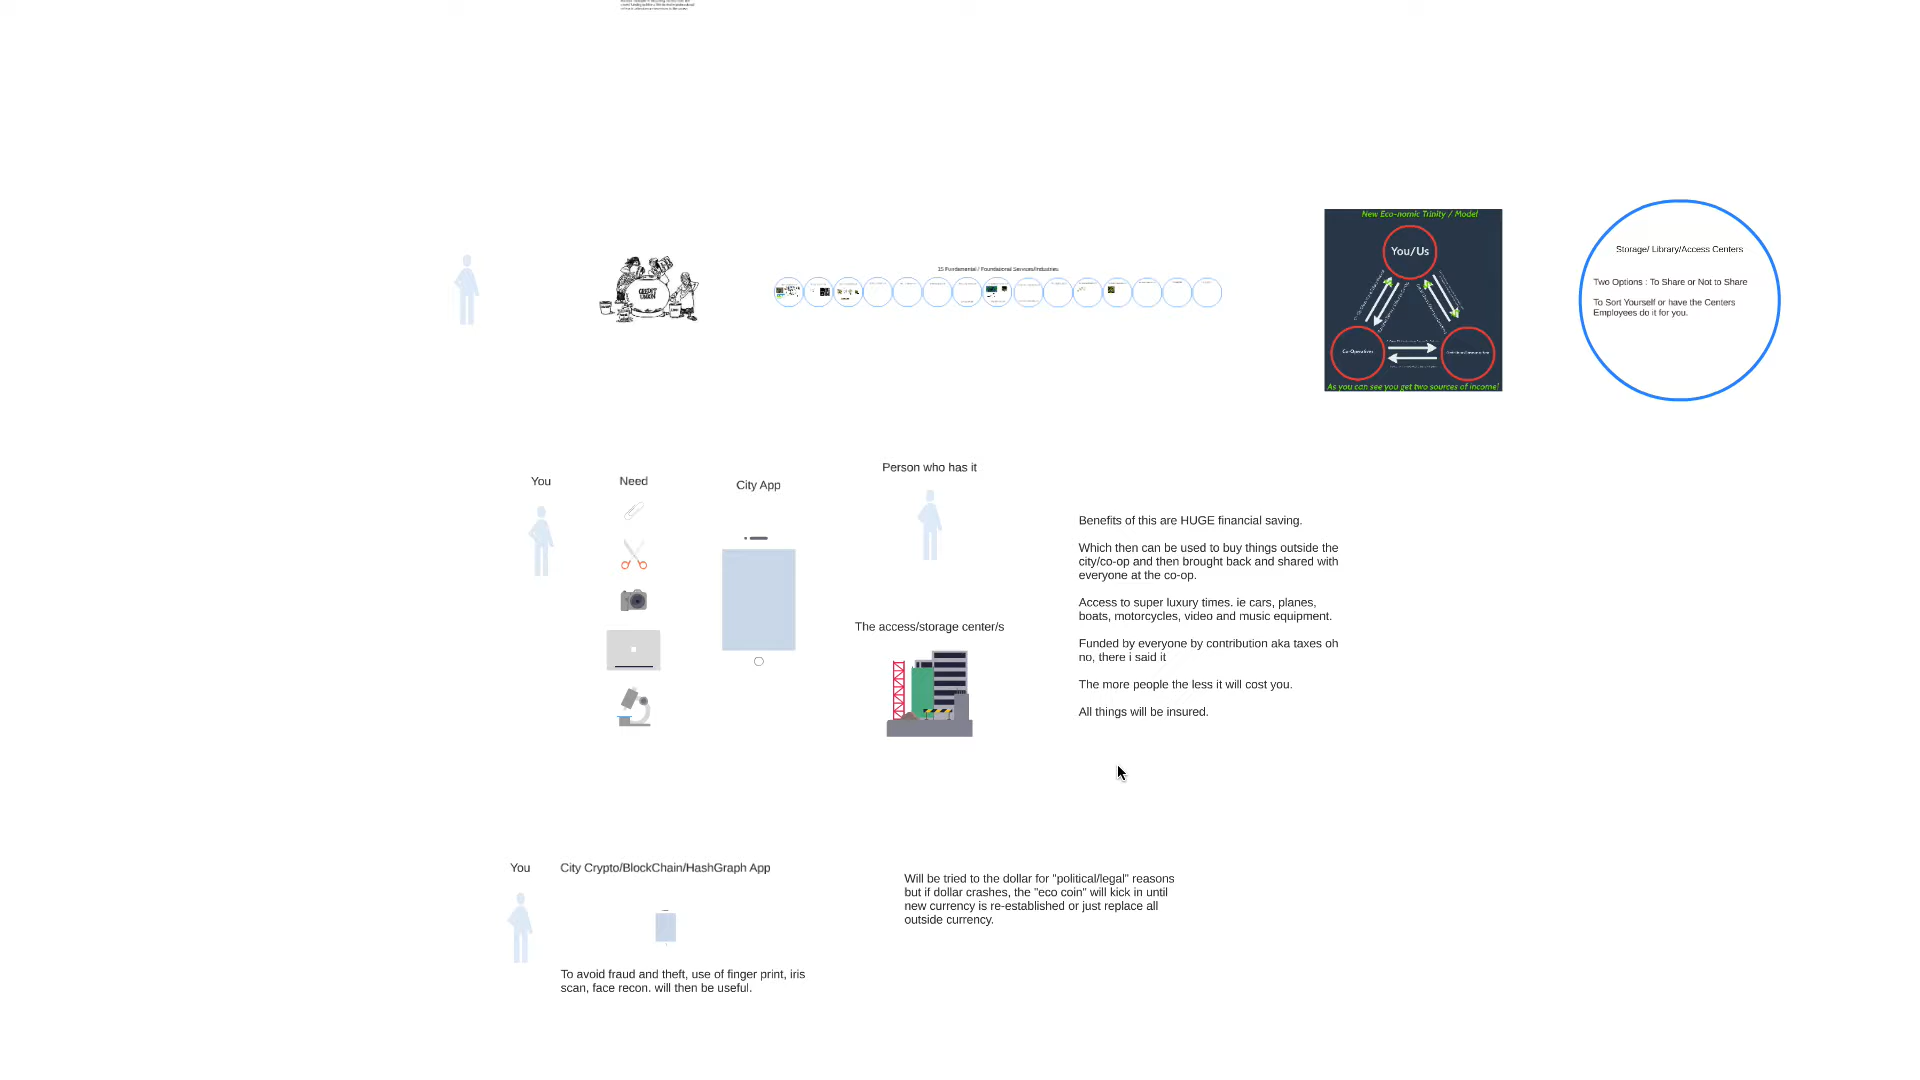 15 Fundamental / Foundational Services/Industries
CREDIT
UNION
New Eco-nomic Trinity / Model
You/Us
Co-Operatives
As you can see you get two sources of income!
Storage/ Library/Access Centers
Two Options : To Share or Not to Share
To Sort Yourself or have the Centers
Employees do it for you.
You
Need
City App
Person who has it
The access/storage center/s
Benefits of this are HUGE financial saving.
Which then can be used to buy things outside the
city/co-op and then brought back and shared with
everyone at the co-op.
Access to super luxury times. ie cars, planes,
boats, motorcycles, video and music equipment.
Funded by everyone by contribution aka taxes oh
no, there i said it
The more people the less it will cost you.
All things will be insured.
You
City Crypto/BlockChain/HashGraph App
To avoid fraud and theft, use of finger print, iris
scan, face recon. will then be useful.
Will be tried to the dollar for "political/legal" reasons
but if dollar crashes, the "eco coin" will kick in until
new currency is re-established or just replace all
outside currency.